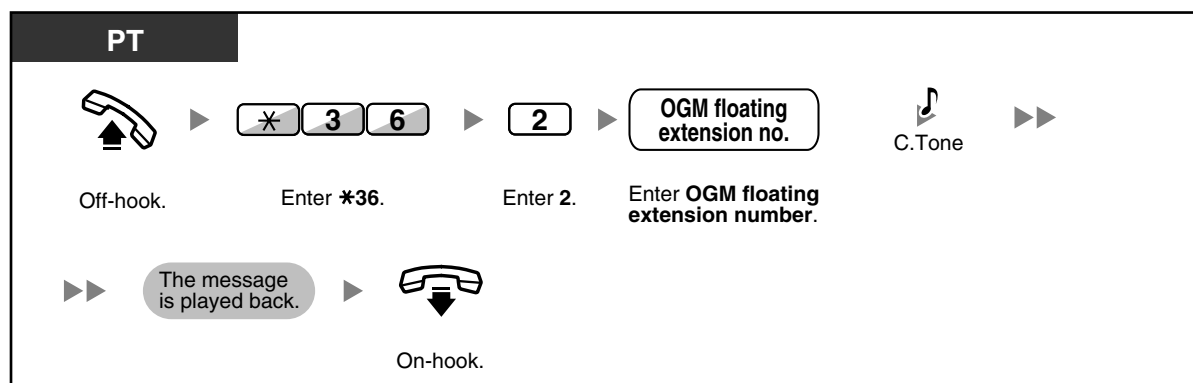 PT
✳ 3 6
2
OGM floating
extension no.
C.Tone
Off-hook.
Enter ✳36.
Enter 2.
Enter OGM floating
extension number.
The message
is played back.
On-hook.